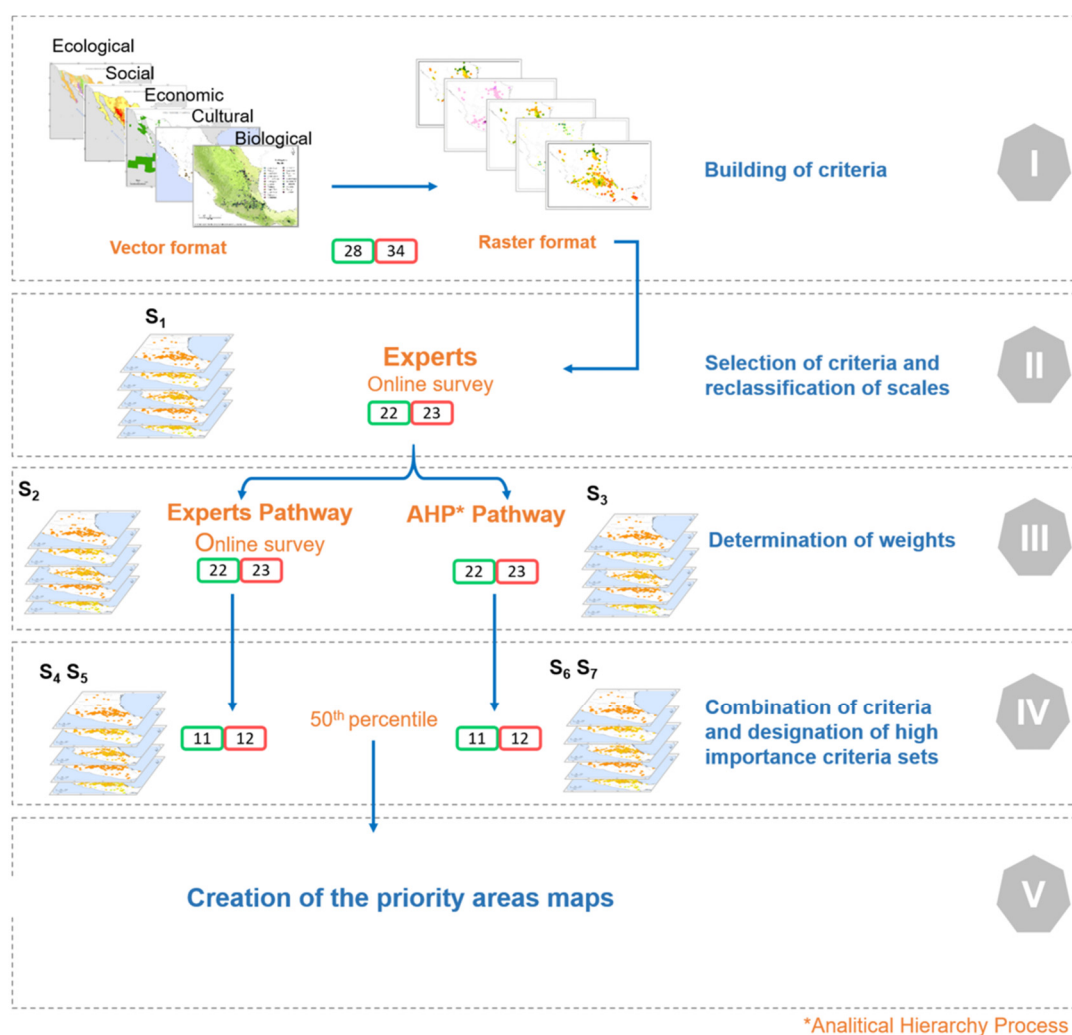 Ecological
Social
Economic
Cultural
Biological
Vector format
28 34
Raster format
Building of criteria
I
S1
Experts
Online survey
22 23
Selection of criteria and
reclassification of scales
II
S2
Experts Pathway
Online survey
22 23
AHP* Pathway
22 23
S3
Determination of weights
III
S4 S5
11 12
50th percentile
11 12
S6 S7
Combination of criteria
and designation of high
importance criteria sets
IV
Creation of the priority areas maps
V
*Analitical Hierarchy Process